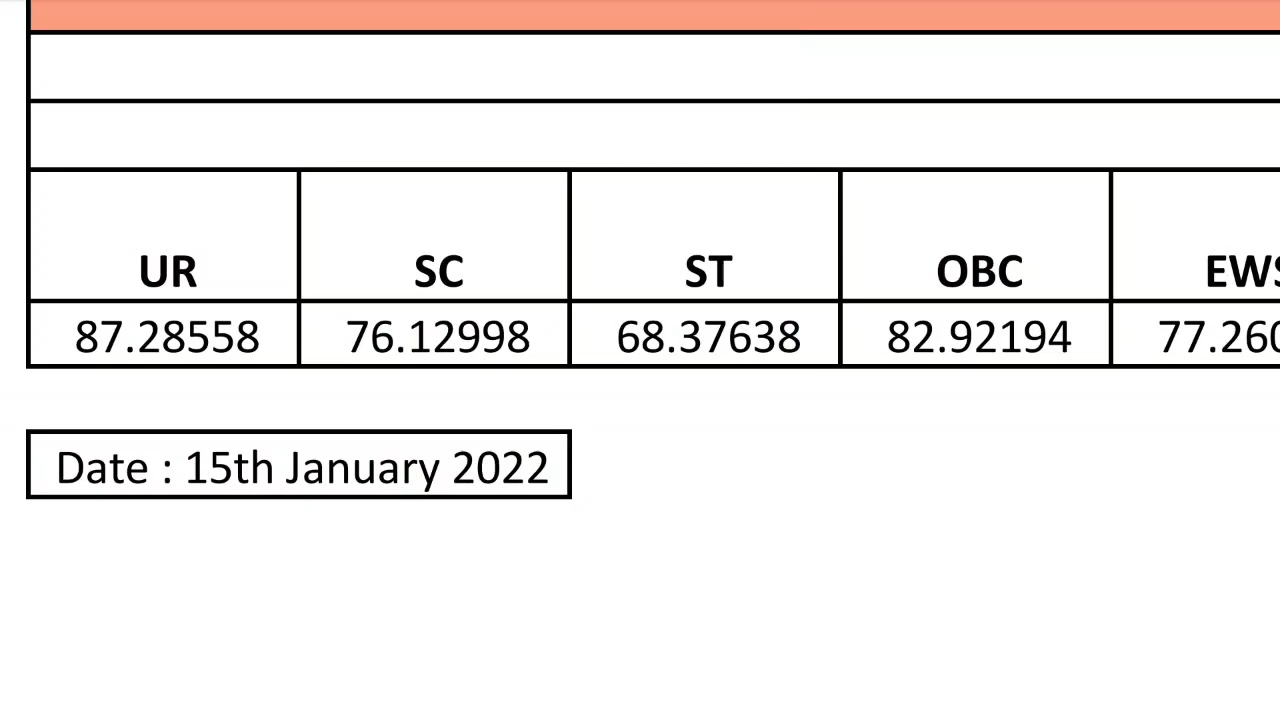 UR SC ST OBC
87.28558 76.12998 68.37638 82.92194
Date : 15th January 2022